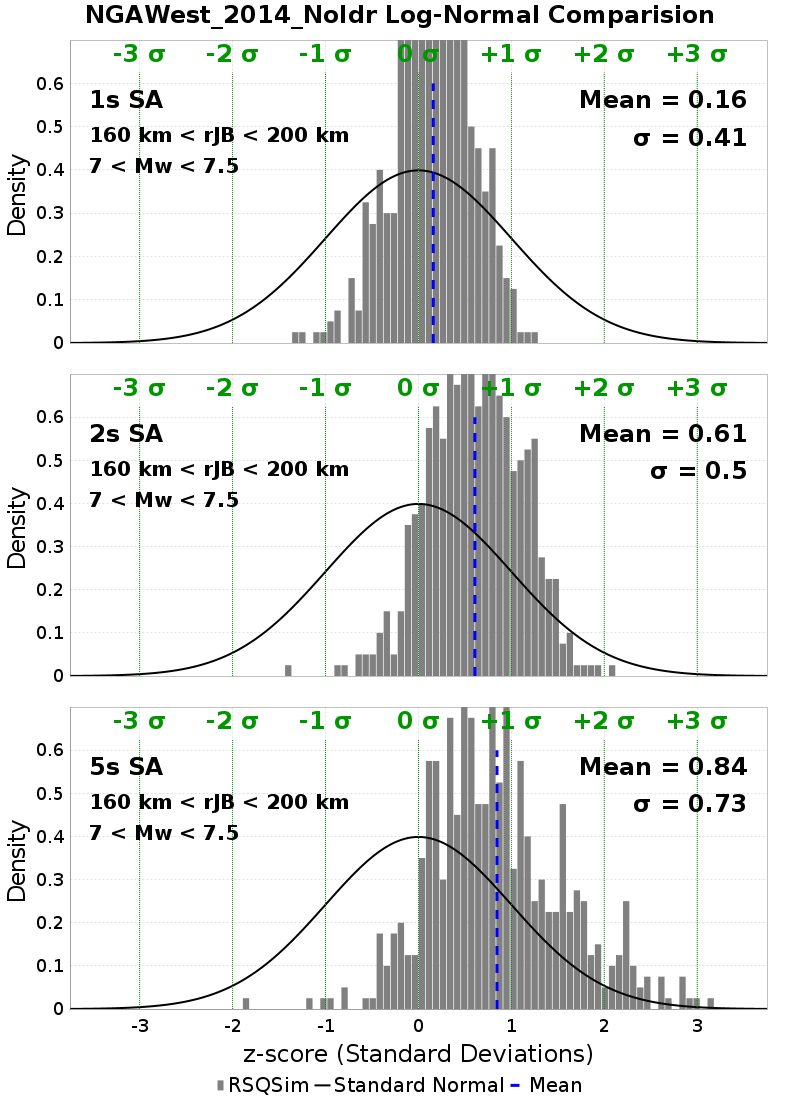 NGAWest_2014_NoIdr Log-Normal Comparision
-3 σ -2 σ -1 σ 0 σ +1 σ +2 σ +3 σ
1s SA
Mean = 0.16
160 km < rJB < 200 km
σ = 0.41
7 < Mw < 7.5
Density
0.6
0.5
0.4
0.3
0.2
0.1
0
-3 σ -2 σ -1 σ 0 σ +1 σ +2 σ +3 σ
2s SA
Mean = 0.61
160 km < rJB < 200 km
σ = 0.5
7 < Mw < 7.5
Density
0.6
0.5
0.4
0.3
0.2
0.1
0
-3 σ -2 σ -1 σ 0 σ +1 σ +2 σ +3 σ
5s SA
Mean = 0.84
160 km < rJB < 200 km
σ = 0.73
7 < Mw < 7.5
Density
0.6
0.5
0.4
0.3
0.2
0.1
0
-3 -2 -1 0 1 2 3
z-score (Standard Deviations)
RSQSim Standard Normal Mean